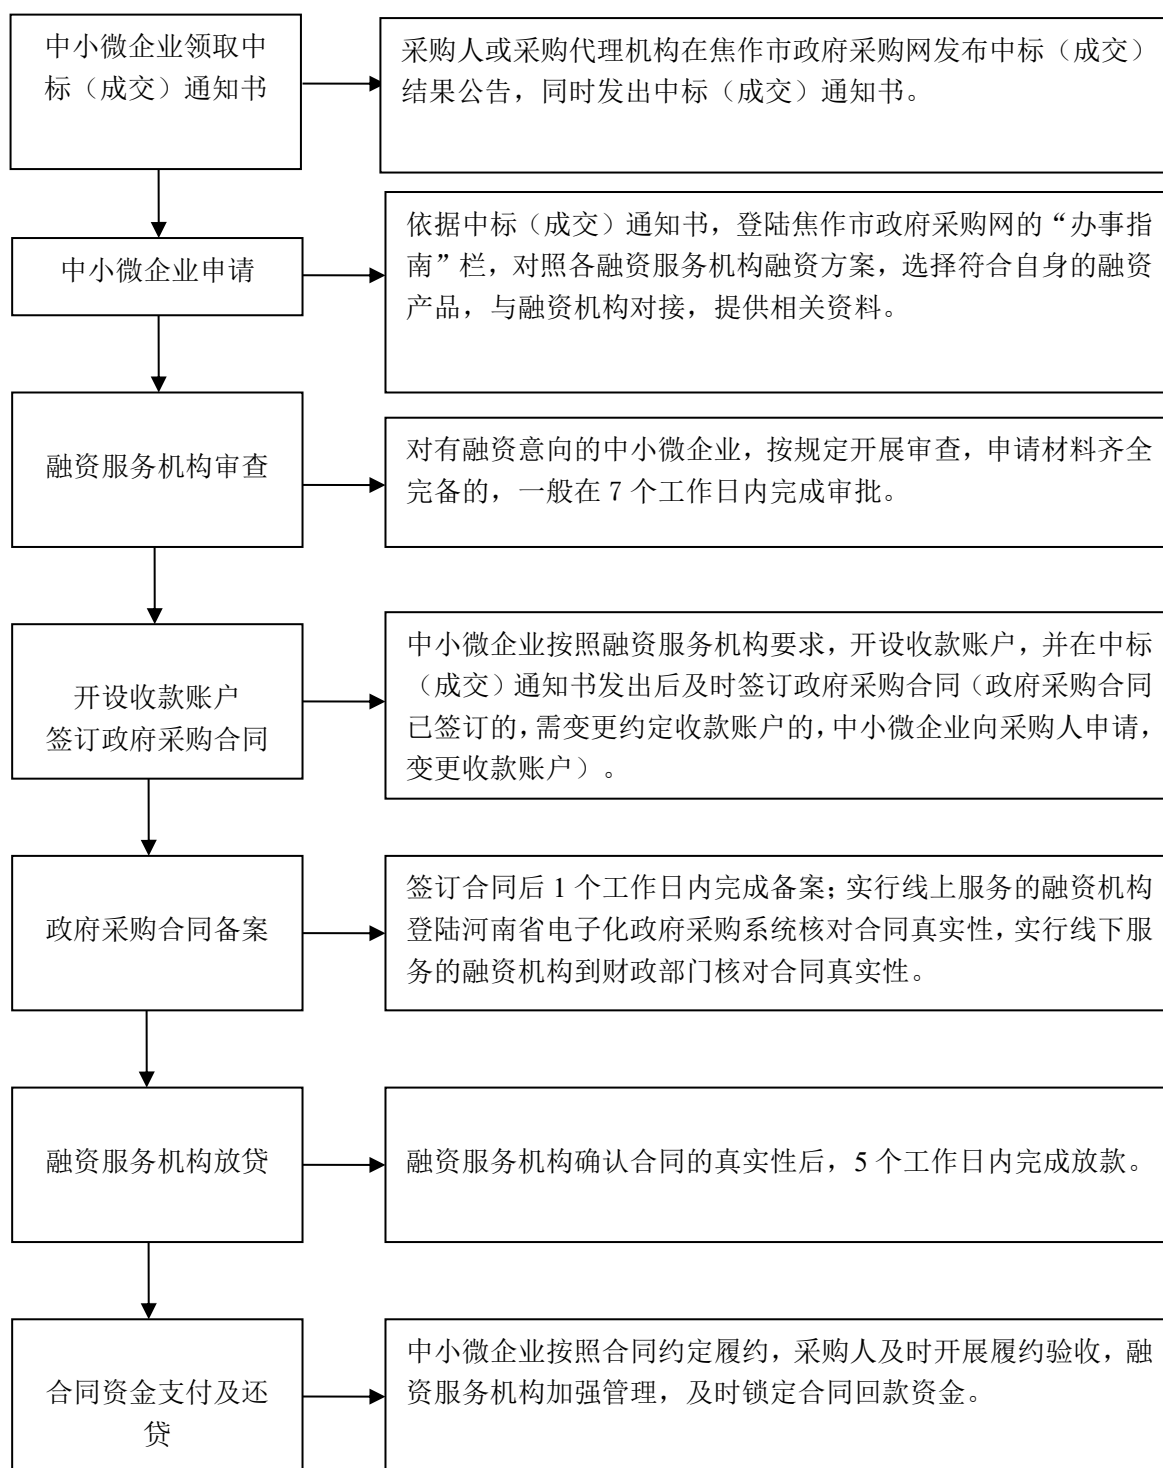 中小微企业领取中
标（成交）通知书
采购人或采购代理机构在焦作市政府采购网发布中标（成交）
结果公告，同时发出中标（成交）通知书。
中小微企业申请
依据中标（成交）通知书，登陆焦作市政府采购网的“办事指
南”栏，对照各融资服务机构融资方案，选择符合自身的融资
产品，与融资机构对接，提供相关资料。
融资服务机构审查
对有融资意向的中小微企业，按规定开展审查，申请材料齐全
完备的，一般在 7 个工作日内完成审批。
开设收款账户
签订政府采购合同
中小微企业按照融资服务机构要求，开设收款账户，并在中标
（成交）通知书发出后及时签订政府采购合同（政府采购合同
已签订的，需变更约定收款账户的，中小微企业向采购人申请，
变更收款账户）。
政府采购合同备案
签订合同后 1 个工作日内完成备案；实行线上服务的融资机构
登陆河南省电子化政府采购系统核对合同真实性，实行线下服
务的融资机构到财政部门核对合同真实性。
融资服务机构放贷
融资服务机构确认合同的真实性后，5 个工作日内完成放款。
合同资金支付及还
贷
中小微企业按照合同约定履约，采购人及时开展履约验收，融
资服务机构加强管理，及时锁定合同回款资金。